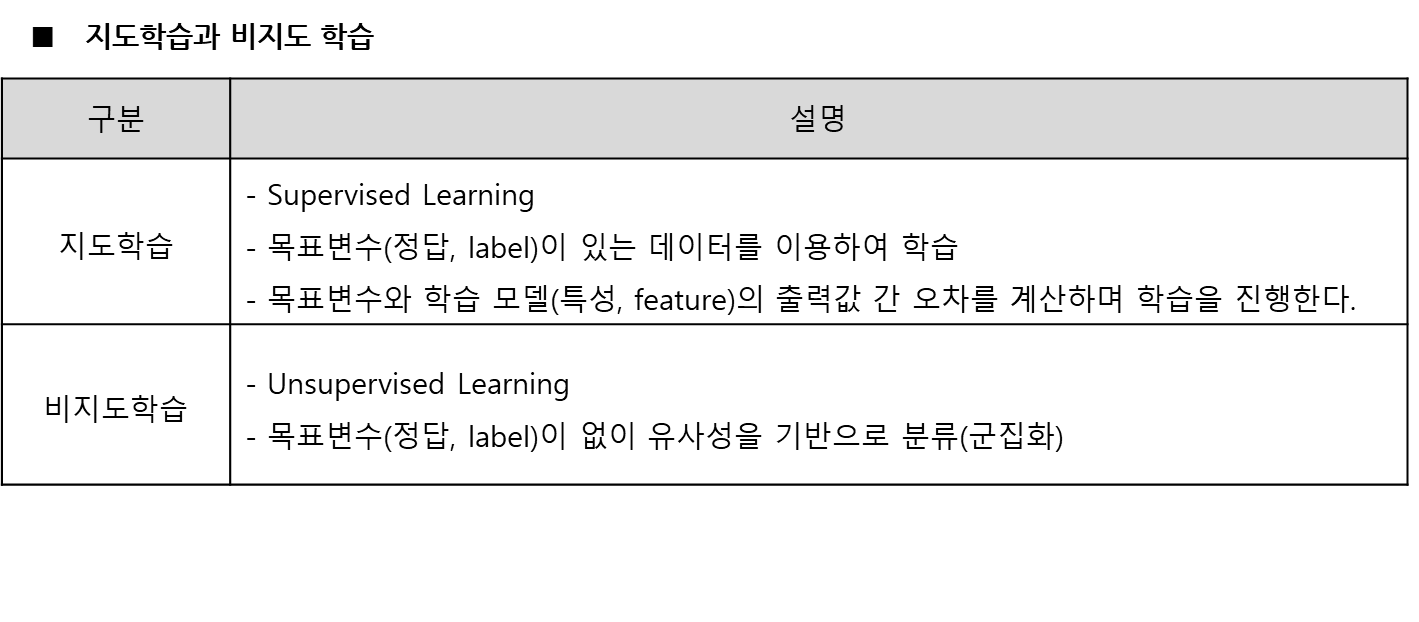 ■ 지도학습과 비지도 학습
구분
설명
지도학습
- Supervised Learning
- 목표변수(정답, label)이 있는 데이터를 이용하여 학습
- 목표변수와 학습 모델(특성, feature)의 출력값 간 오차를 계산하며 학습을 진행한다.
비지도학습
- Unsupervised Learning
- 목표변수(정답, label)이 없이 유사성을 기반으로 분류(군집화)